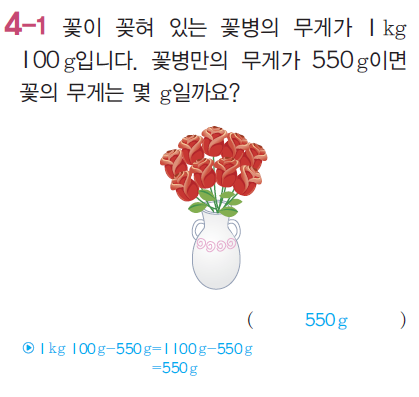 4-1 꽃이 꽂혀 있는 꽃병의 무게가 1 kg
100 g입니다. 꽃병만의 무게가 550 g이면
꽃의 무게는 몇 g일까요?
( 550 g )
▶ 1 kg 100 g-550 g=1100 g-550 g
=550 g